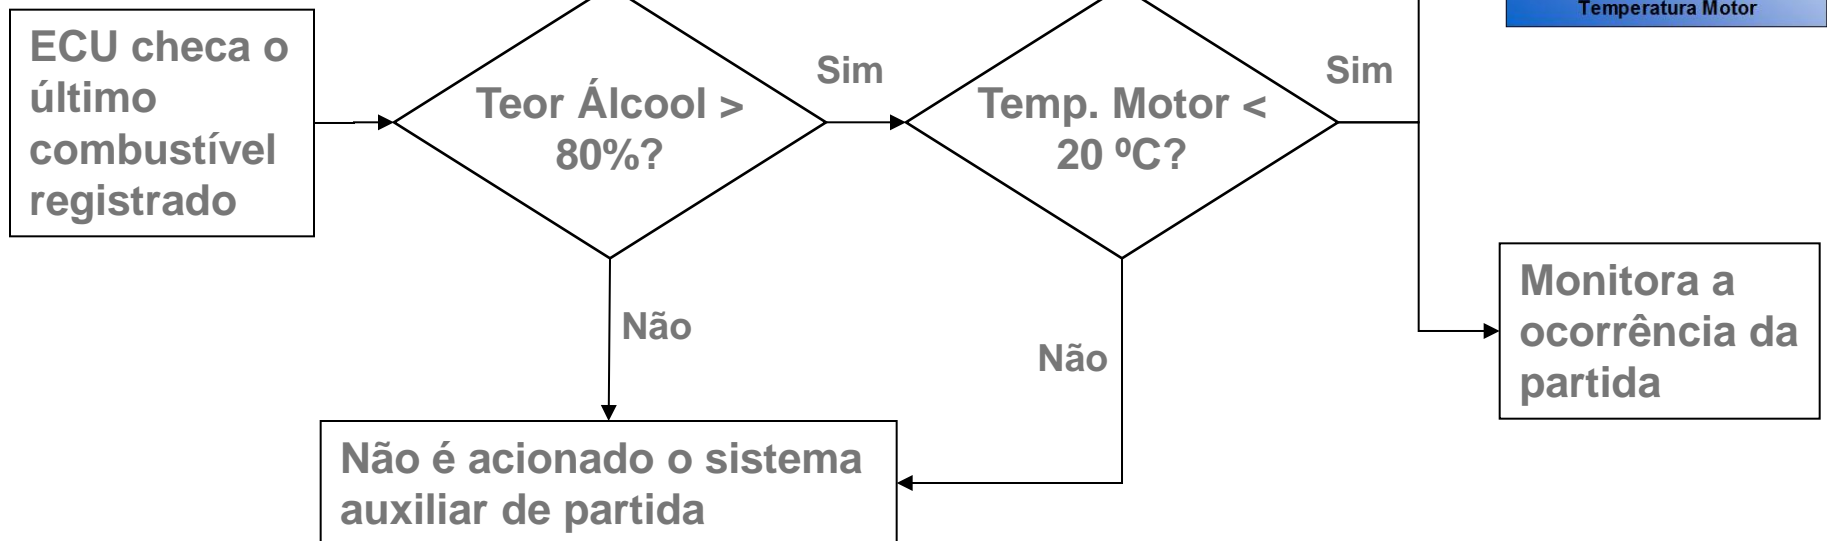 Temperatura Motor
ECU checa o
último
combustível
registrado
Teor Álcool >
80%?
Sim
Temp. Motor <
20 ºC?
Sim
Não
Não
Monitora a
ocorrência da
partida
Não é acionado o sistema
auxiliar de partida